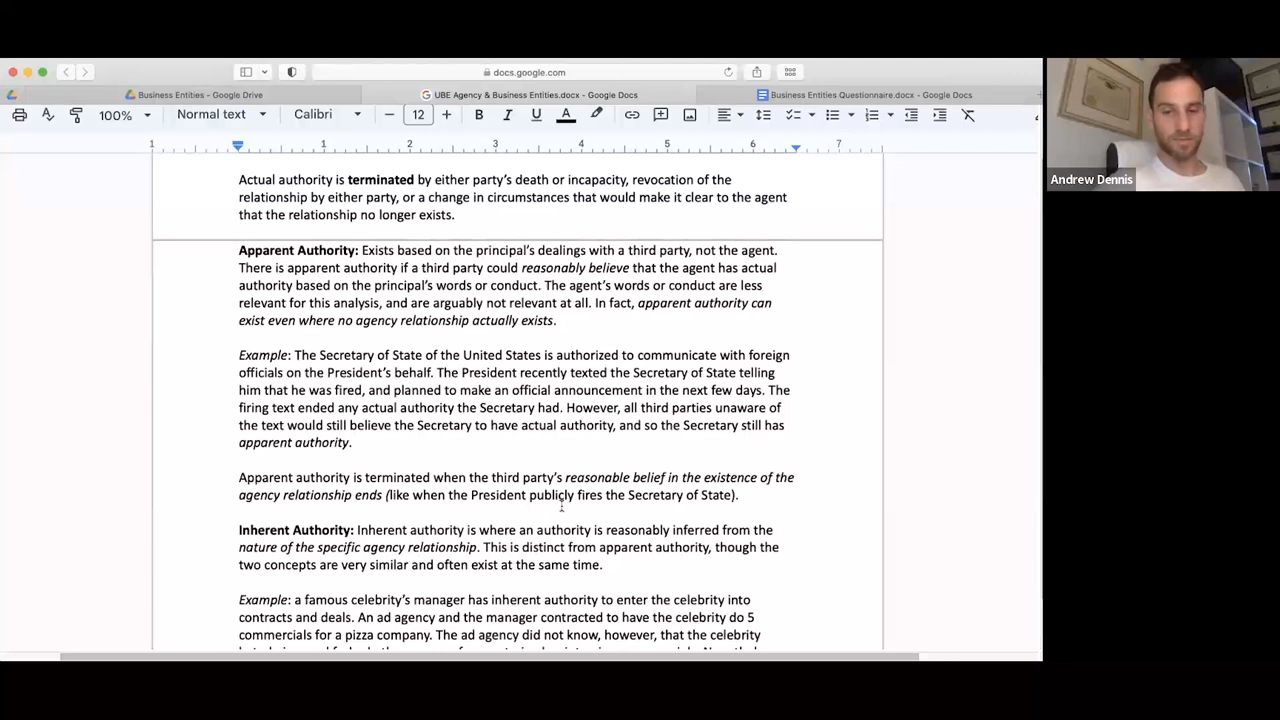 docs.google.com
Business Entities - Google Drive
UBE Agency & Business Entities.docx - Google Docs
Business Entities Questionnaire.docx - Google Docs
100%
Normal text
Calibri
12
B I U A
1 1 2 3 4 5 6 7
Actual authority is terminated by either party's death or incapacity, revocation of the
relationship by either party, or a change in circumstances that would make it clear to the agent
that the relationship no longer exists.
Apparent Authority: Exists based on the principal's dealings with a third party, not the agent.
There is apparent authority if a third party could reasonably believe that the agent has actual
authority based on the principal's words or conduct. The agent's words or conduct are less
relevant for this analysis, and are arguably not relevant at all. In fact, apparent authority can
exist even where no agency relationship actually exists.
Example: The Secretary of State of the United States is authorized to communicate with foreign
officials on the President's behalf. The President recently texted the Secretary of State telling
him that he was fired, and planned to make an official announcement in the next few days. The
firing text ended any actual authority the Secretary had. However, all third parties unaware of
the text would still believe the Secretary to have actual authority, and so the Secretary still has
apparent authority.
Apparent authority is terminated when the third party's reasonable belief in the existence of the
agency relationship ends (like when the President publicly fires the Secretary of State).
Inherent Authority: Inherent authority is where an authority is reasonably inferred from the
nature of the specific agency relationship. This is distinct from apparent authority, though the
two concepts are very similar and often exist at the same time.
Example: a famous celebrity's manager has inherent authority to enter the celebrity into
contracts and deals. An ad agency and the manager contracted to have the celebrity do 5
commercials for a pizza company. The ad agency did not know, however, that the celebrity
Andrew Dennis